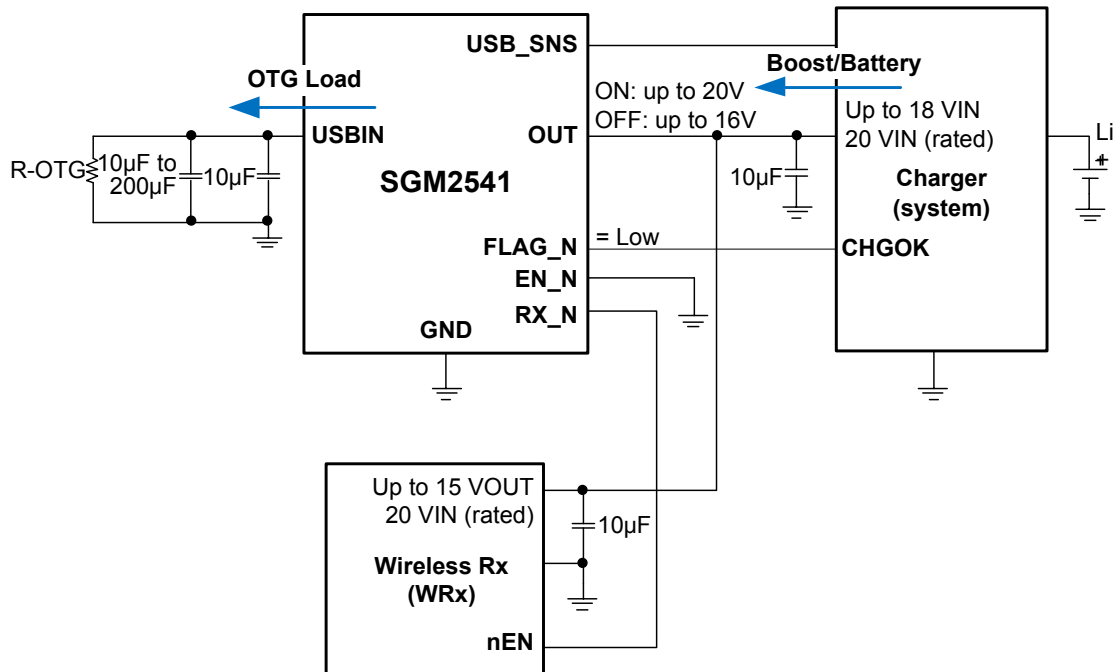 USB_SNS
OTG Load
Boost/Battery
ON: up to 20V
OFF: up to 16V
Up to 18 VIN
20 VIN (rated)
USBIN
OUT
Li
+
R-OTG
10μF to
200μF
10μF
SGM2541
10μF
Charger
(system)
FLAG_N
= Low
CHGOK
EN_N
RX_N
GND
Up to 15 VOUT
20 VIN (rated)
10μF
Wireless Rx
(WRx)
nEN